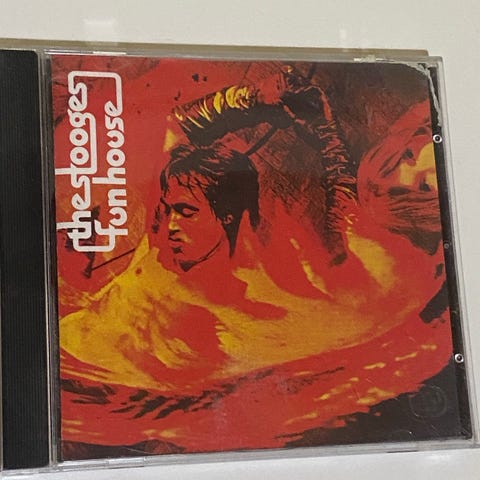 the stooges
fun house